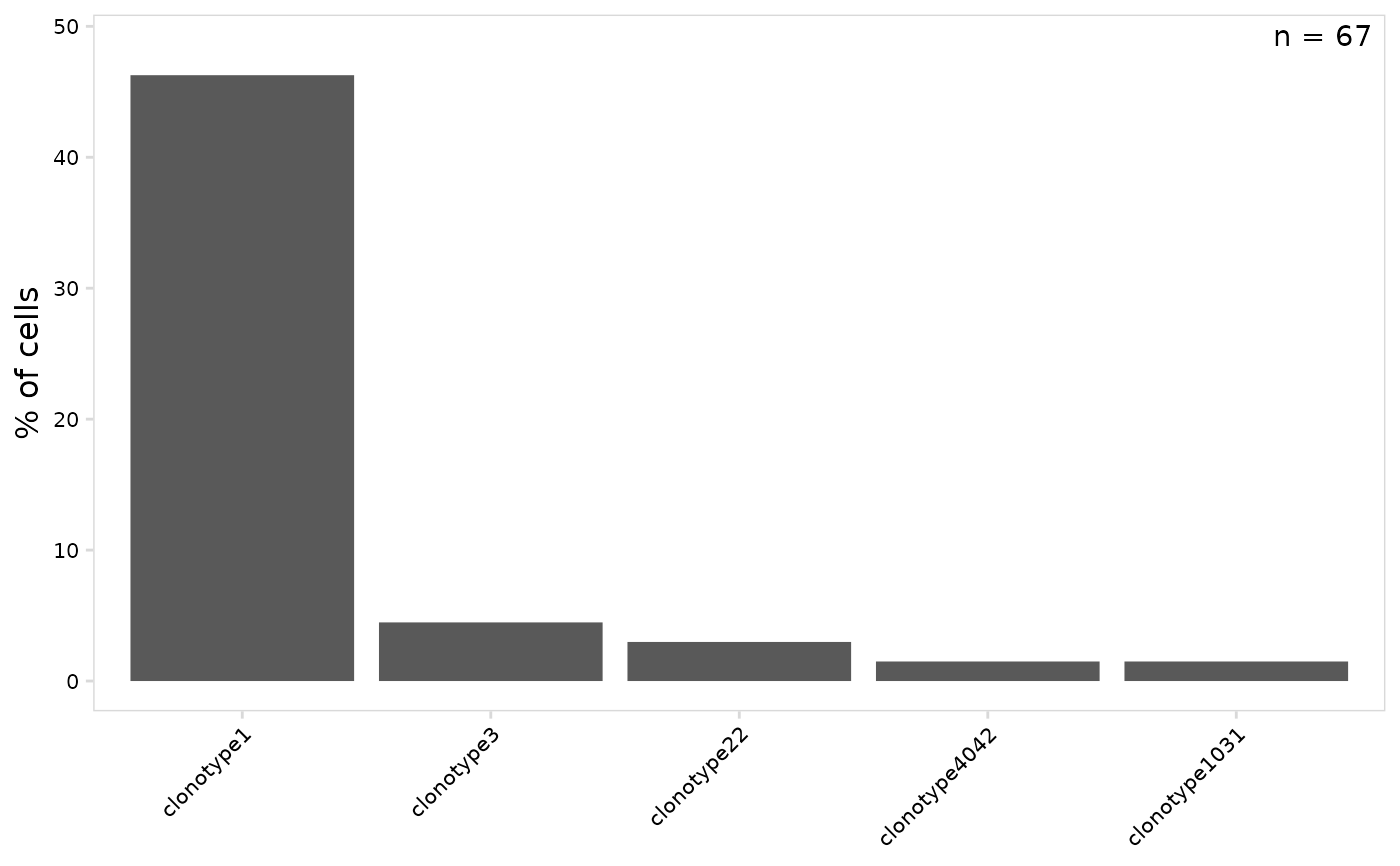 n = 67
% of cells
50
40
30
20
10
0
clonotype1
clonotype3
clonotype22
clonotype4042
clonotype1031